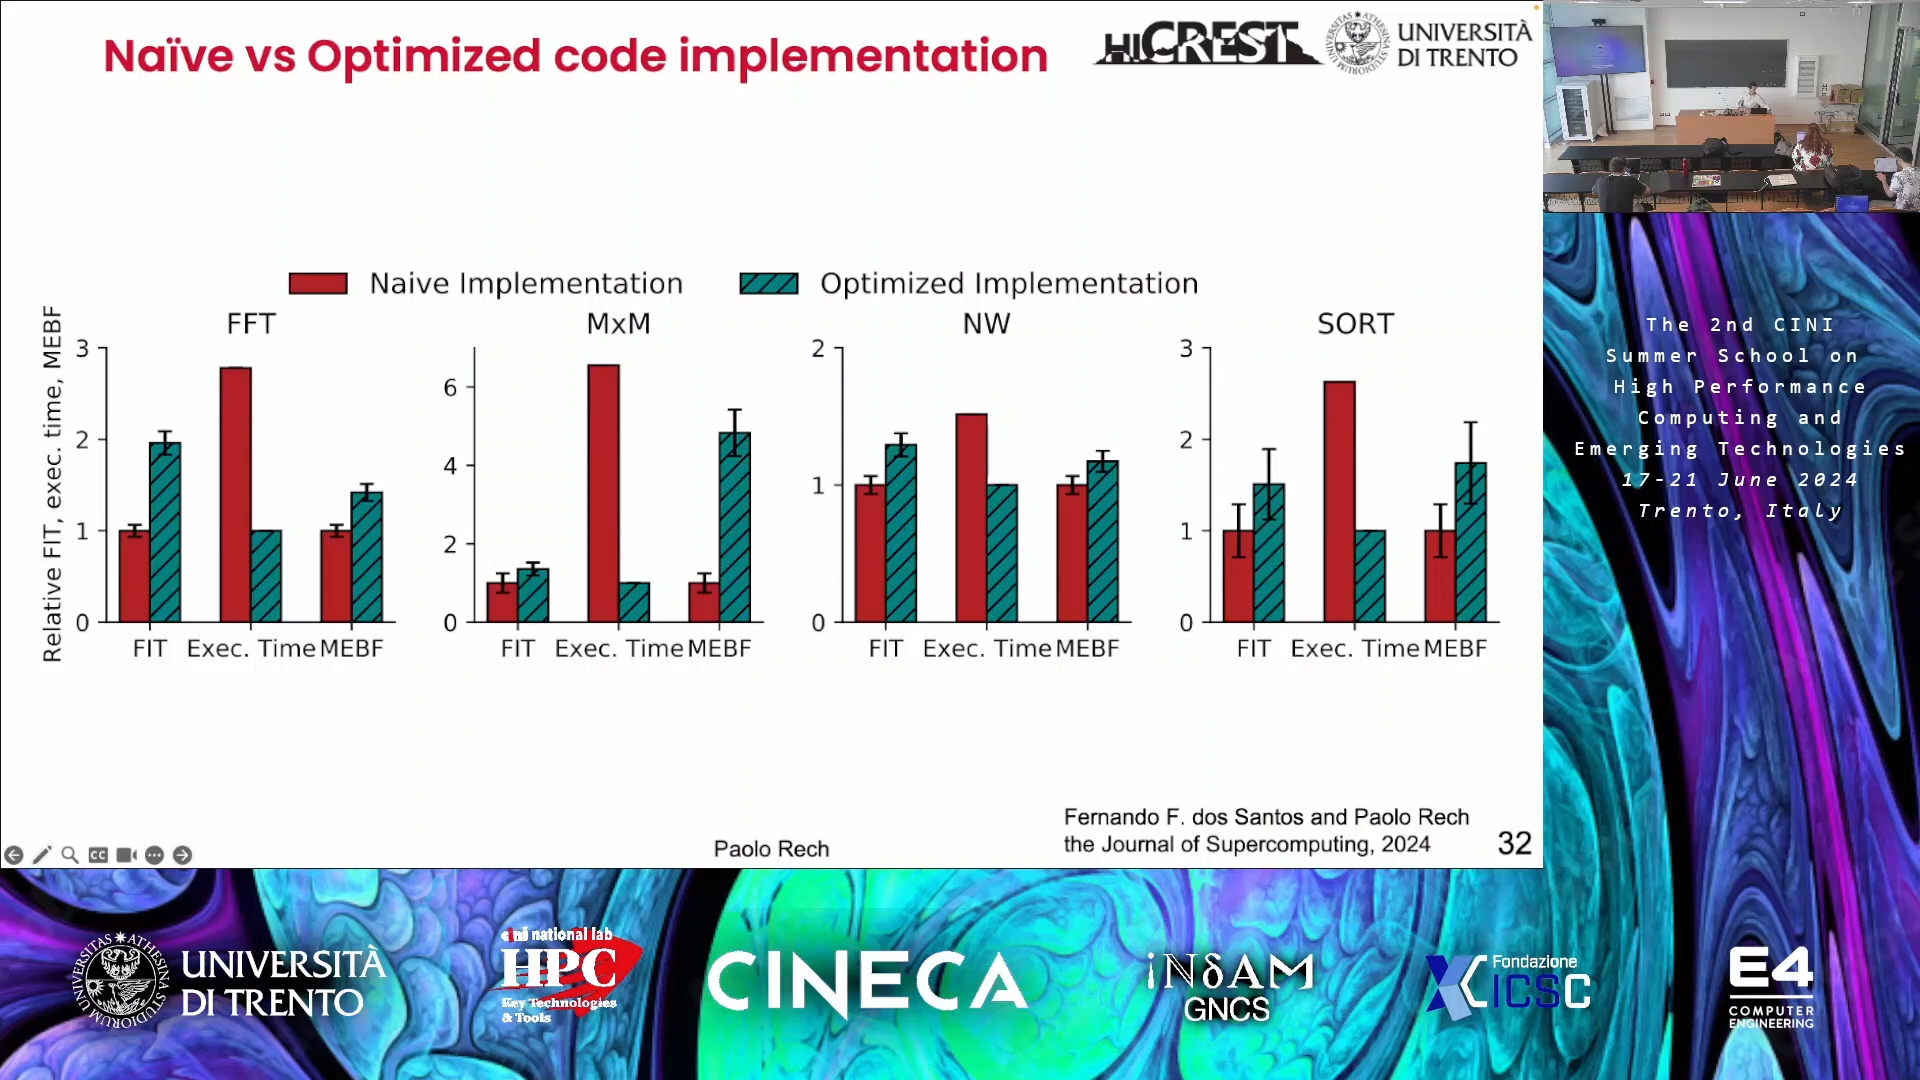 Naïve vs Optimized code implementation
HiCREST
UNIVERSITÀ
DI TRENTO
Naive Implementation
Optimized Implementation
FFT
MxM
NW
SORT
Relative FIT, exec. time, MEBF
3
2
1
0
FIT Exec. Time MEBF
6
4
2
0
FIT Exec. Time MEBF
2
1
0
FIT Exec. Time MEBF
3
2
1
0
FIT Exec. Time MEBF
Fernando F. dos Santos and Paolo Rech
the Journal of Supercomputing, 2024
Paolo Rech
32
CC
The 2nd CINI
Summer School on
High Performance
Computing and
Emerging Technologies
17-21 June 2024
Trento, Italy
UNIVERSITÀ
DI TRENTO
cini national lab
HPC
Key Technologies
& Tools
CINECA
iNδAM
GNCS
Fondazione
ICSC
E4
COMPUTER
ENGINEERING